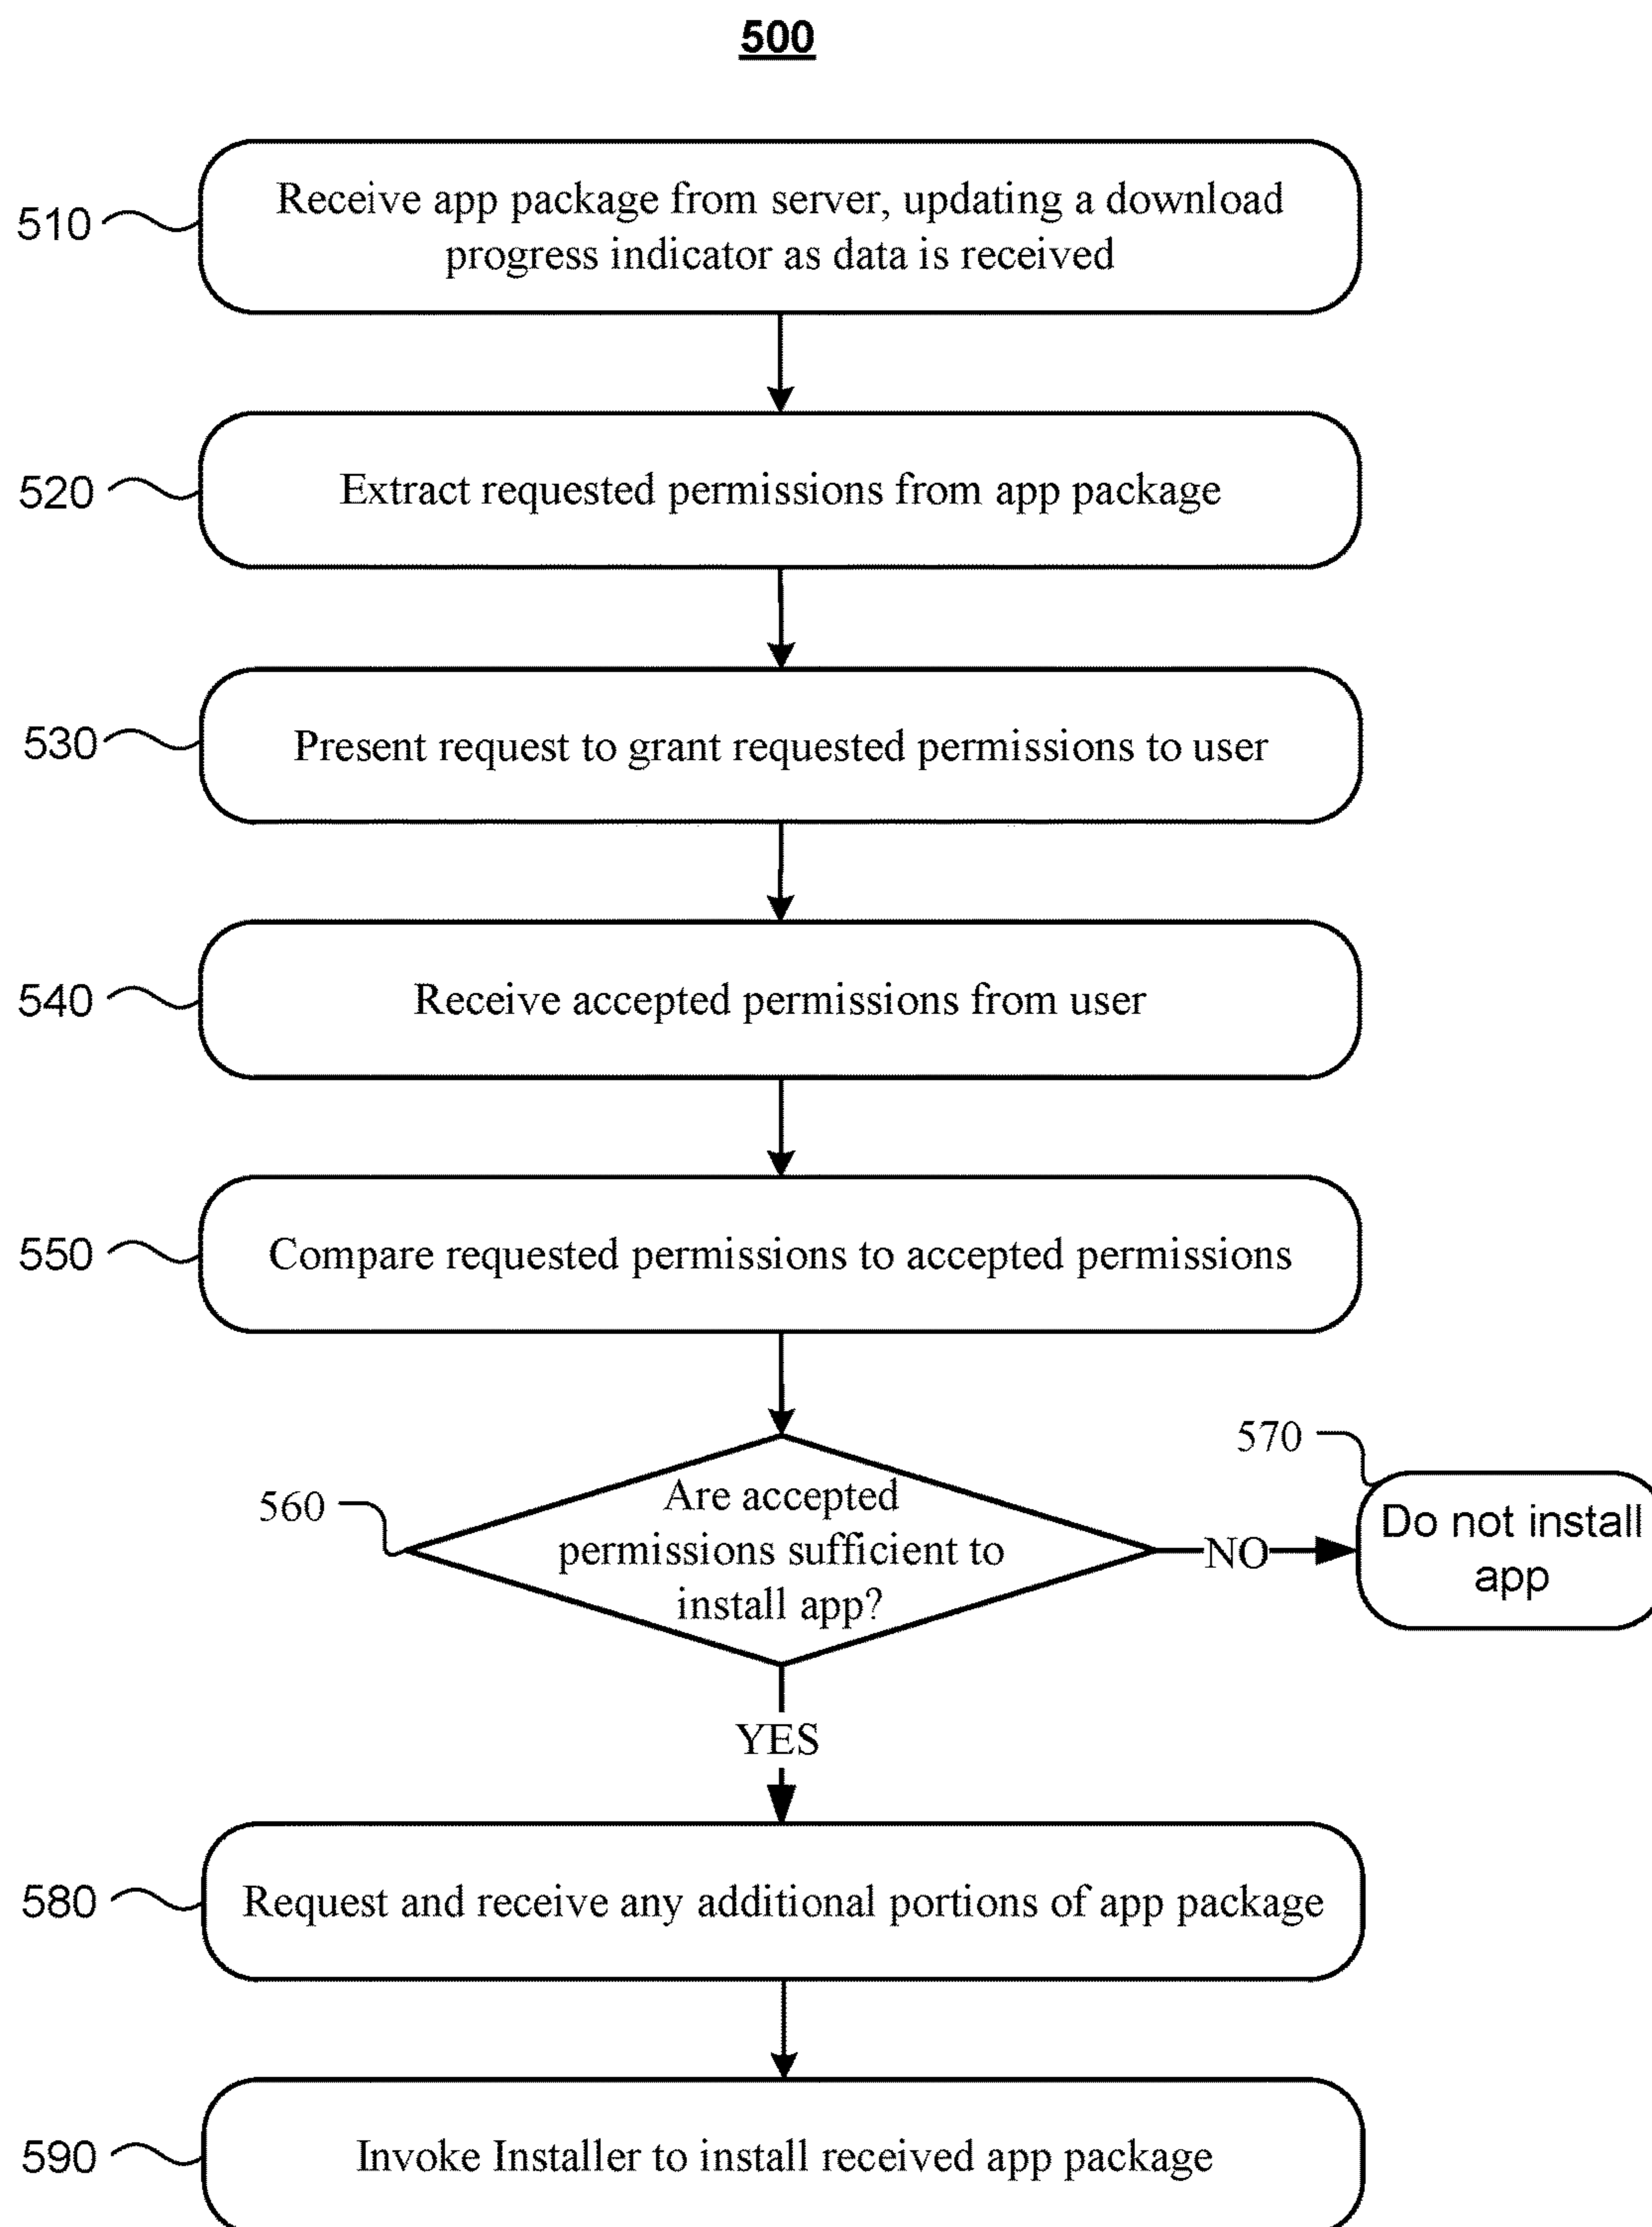 500
510
Receive app package from server, updating a download
progress indicator as data is received
520
Extract requested permissions from app package
530
Present request to grant requested permissions to user
540
Receive accepted permissions from user
550
Compare requested permissions to accepted permissions
560
Are accepted
permissions sufficient to
install app?
NO
570
Do not install
app
YES
580
Request and receive any additional portions of app package
590
Invoke Installer to install received app package